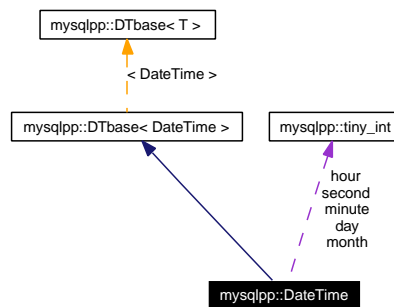 mysqlpp::DTbase< T >
< DateTime >
mysqlpp::DTbase< DateTime >
mysqlpp::tiny_int
hour
second
minute
day
month
mysqlpp::DateTime